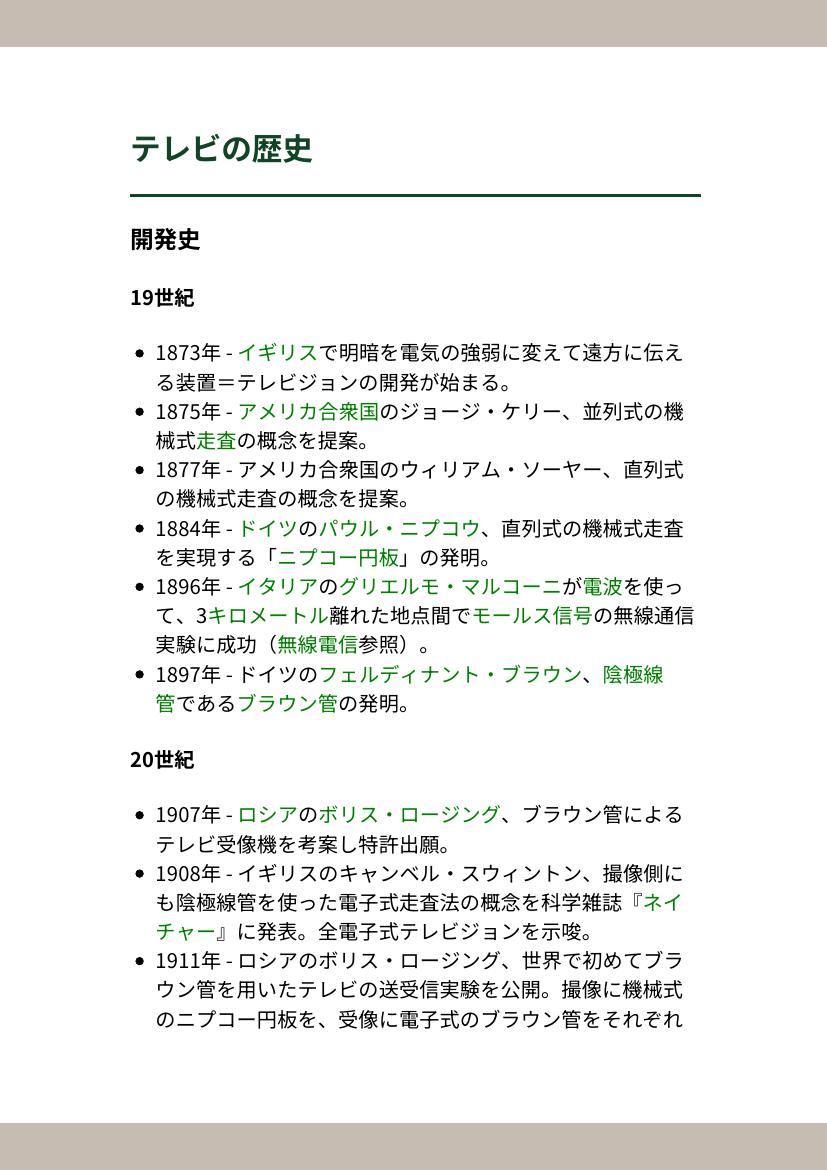 テレビの歴史
開発史
19世紀
1873年 - イギリスで明暗を電気の強弱に変えて遠方に伝え
る装置＝テレビジョンの開発が始まる。
1875年 - アメリカ合衆国のジョージ・ケリー、並列式の機
械式走査の概念を提案。
1877年 - アメリカ合衆国のウィリアム・ソーヤー、直列式
の機械式走査の概念を提案。
1884年 - ドイツのパウル・ニプコウ、直列式の機械式走査
を実現する「ニプコー円板」の発明。
1896年 - イタリアのグリエルモ・マルコーニが電波を使っ
て、3キロメートル離れた地点間でモールス信号の無線通信
実験に成功（無線電信参照）。
1897年 - ドイツのフェルディナント・ブラウン、陰極線
管であるブラウン管の発明。
20世紀
1907年 - ロシアのボリス・ロージング、ブラウン管による
テレビ受像機を考案し特許出願。
1908年 - イギリスのキャンベル・スウィントン、撮像側に
も陰極線管を使った電子式走査法の概念を科学雑誌『ネイ
チャー』に発表。全電子式テレビジョンを示唆。
1911年 - ロシアのボリス・ロージング、世界で初めてブラ
ウン管を用いたテレビの送受信実験を公開。撮像に機械式
のニプコー円板を、受像に電子式のブラウン管をそれぞれ